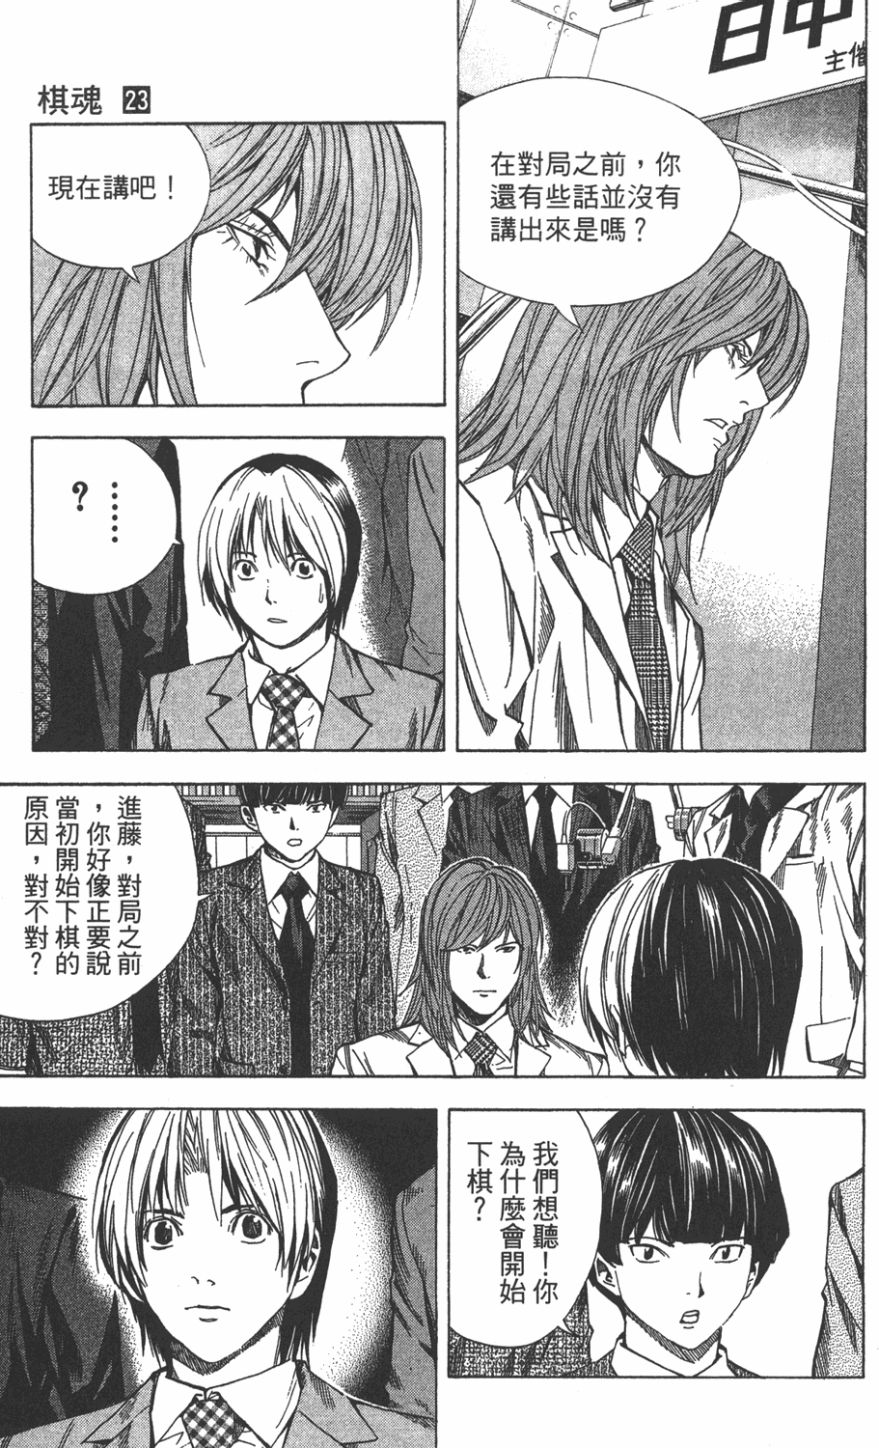 棋魂 23
日中
主催
在對局之前，你
還有些話並沒有
講出來是嗎？
現在講吧！
……
？
進藤，對局之前
，你好像正要說
當初開始下棋的
原因，對不對？
我們想聽！你
為什麼會開始
下棋？